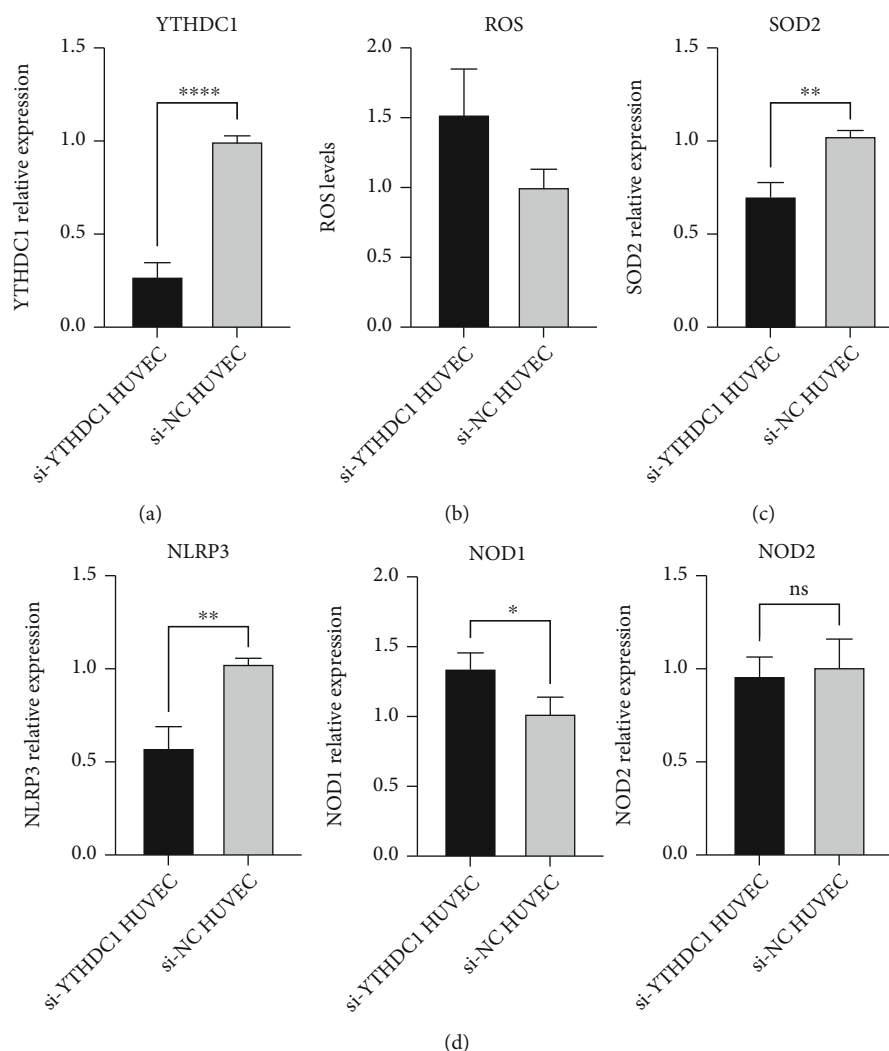 YTHDC1
YTHDC1 relative expression
1.5
1.0
0.5
0.0
****
si-YTHDC1 HUVEC
si-NC HUVEC
(a)
ROS
ROS levels
2.0
1.5
1.0
0.5
0.0
si-YTHDC1 HUVEC
si-NC HUVEC
(b)
SOD2
SOD2 relative expression
1.5
1.0
0.5
0.0
**
si-YTHDC1 HUVEC
si-NC HUVEC
(c)
NLRP3
NLRP3 relative expression
1.5
1.0
0.5
0.0
**
si-YTHDC1 HUVEC
si-NC HUVEC
NOD1
NOD1 relative expression
2.0
1.5
1.0
0.5
0.0
*
si-YTHDC1 HUVEC
si-NC HUVEC
NOD2
NOD2 relative expression
1.5
1.0
0.5
0.0
ns
si-YTHDC1 HUVEC
si-NC HUVEC
(d)